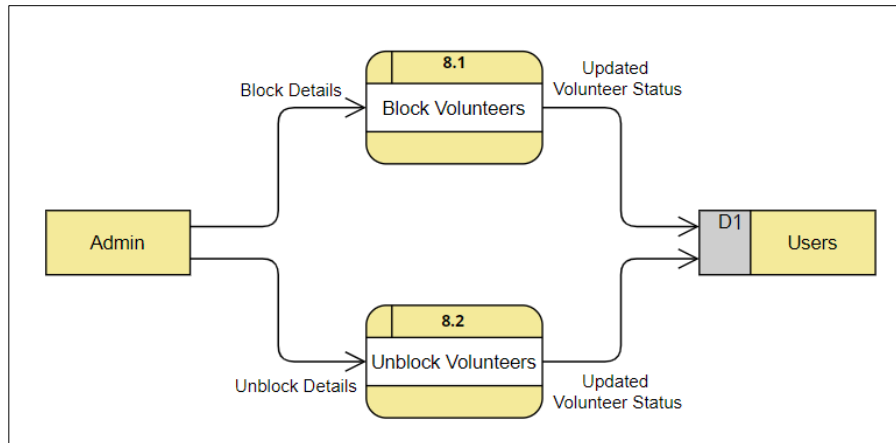 8.1
Updated
Volunteer Status
Block Details
Block Volunteers
Admin
D1
Users
8.2
Unblock Volunteers
Unblock Details
Updated
Volunteer Status